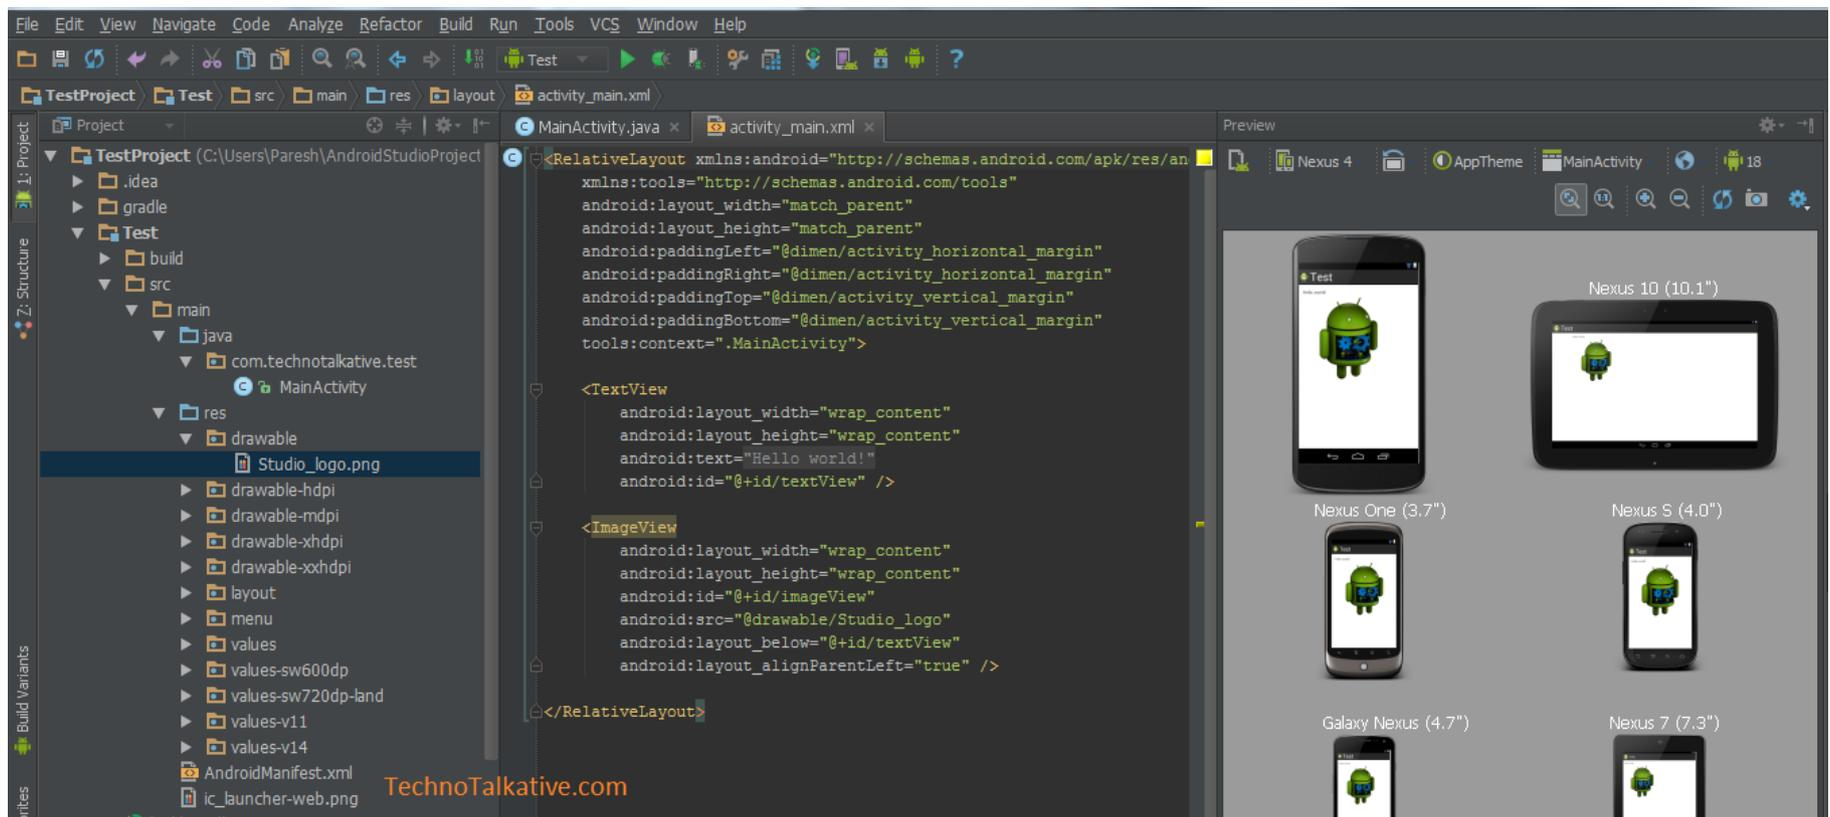 File Edit View Navigate Code Analyze Refactor Build Run Tools VCS Window Help
Test
TestProject Test src main res layout activity_main.xml
Project
MainActivity.java
activity_main.xml
Preview
1: Project
Z: Structure
Build Variants
TestProject (C:\Users\Paresh\AndroidStudioProject
.idea
gradle
Test
build
src
main
java
com.technotalkative.test
MainActivity
res
drawable
Studio_logo.png
drawable-hdpi
drawable-mdpi
drawable-xhdpi
drawable-xxhdpi
layout
menu
values
values-sw600dp
values-sw720dp-land
values-v11
values-v14
AndroidManifest.xml
ic_launcher-web.png
<RelativeLayout xmlns:android="http://schemas.android.com/apk/res/an
xmlns:tools="http://schemas.android.com/tools"
android:layout_width="match_parent"
android:layout_height="match_parent"
android:paddingLeft="@dimen/activity_horizontal_margin"
android:paddingRight="@dimen/activity_horizontal_margin"
android:paddingTop="@dimen/activity_vertical_margin"
android:paddingBottom="@dimen/activity_vertical_margin"
tools:context=".MainActivity">
<TextView
android:layout_width="wrap_content"
android:layout_height="wrap_content"
android:text="Hello world!"
android:id="@+id/textView" />
<ImageView
android:layout_width="wrap_content"
android:layout_height="wrap_content"
android:id="@+id/imageView"
android:src="@drawable/Studio_logo"
android:layout_below="@+id/textView"
android:layout_alignParentLeft="true" />
</RelativeLayout>
TechnoTalkative.com
Nexus 4 AppTheme MainActivity 18
1:1
Test
Nexus 10 (10.1")
Test
Nexus One (3.7")
Nexus S (4.0")
Test
Test
Galaxy Nexus (4.7")
Nexus 7 (7.3")
Test